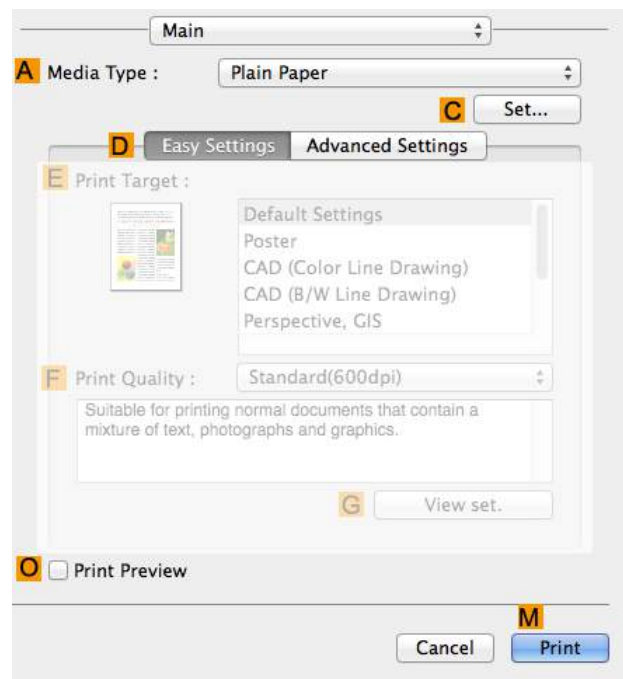 Main
A Media Type : Plain Paper
C Set...
D Easy Settings Advanced Settings
E Print Target :
Default Settings
Poster
CAD (Color Line Drawing)
CAD (B/W Line Drawing)
Perspective, GIS
F Print Quality : Standard(600dpi)
Suitable for printing normal documents that contain a
mixture of text, photographs and graphics.
G View set.
O Print Preview
M
Cancel Print